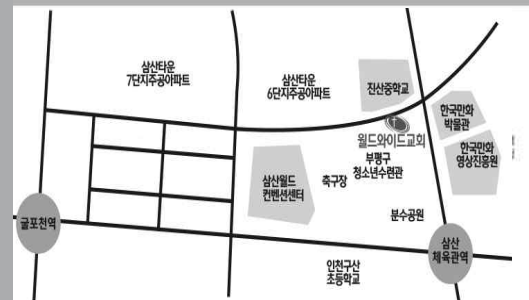 삼산타운
7단지주공아파트
삼산타운
6단지주공아파트
진산중학교
한국만화
박물관
월드와이드교회
부평구
청소년수련관
한국만화
영상진흥원
삼산월드
컨벤션센터
축구장
분수공원
굴포천역
삼산
체육관역
인천구산
초등학교